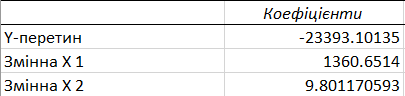 Коефіцієнти
Y-перетин -23393.10135
Змінна X 1 1360.6514
Змінна X 2 9.801170593